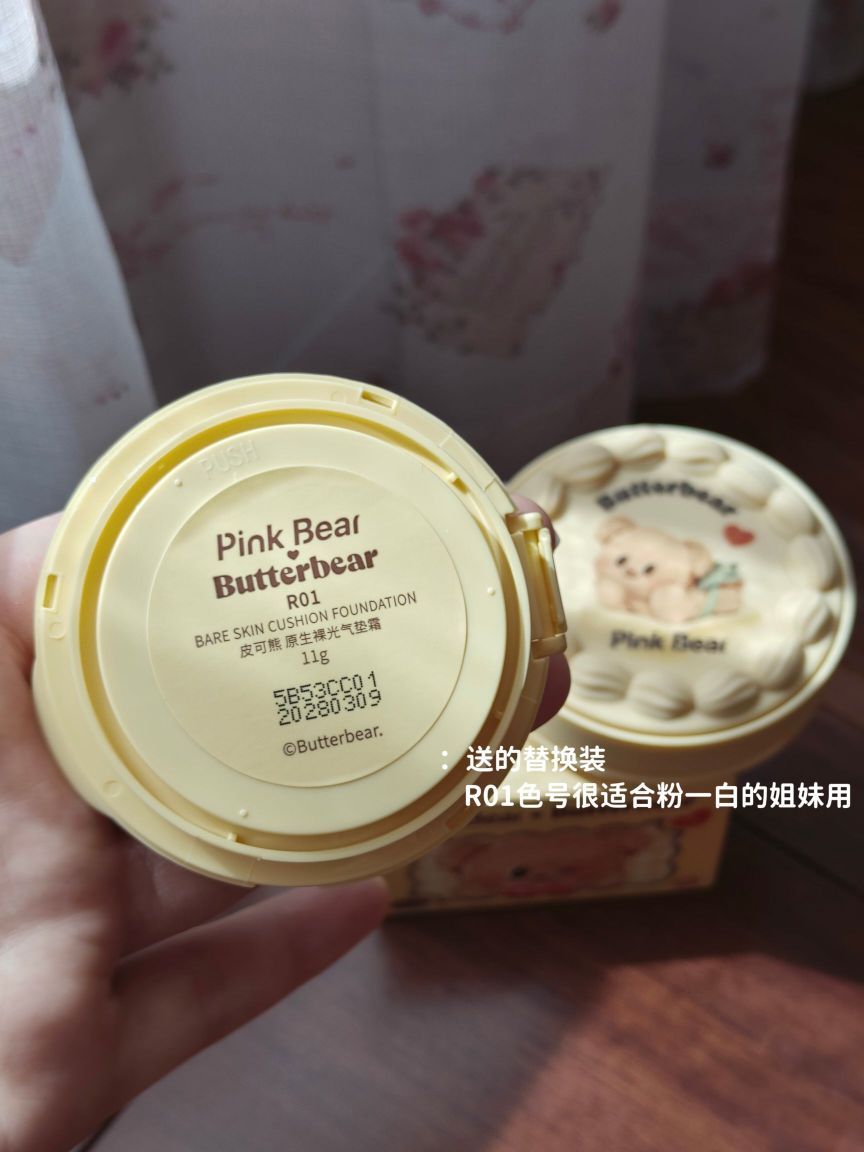 PUSH
Pink Bear
Butterbear
R01
BARE SKIN CUSHION FOUNDATION
皮可熊 原生裸光气垫霜
11g
5B53CC01
20280309
©Butterbear.
Butterbear
Pink Bear
：送的替换装
R01色号很适合粉一白的姐妹用